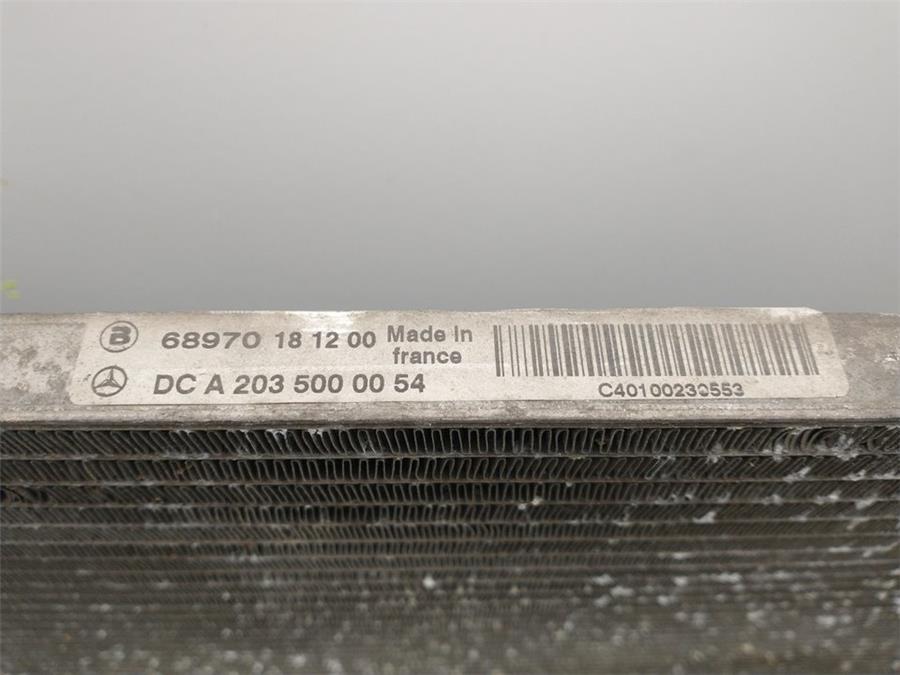 B 68970 18 12 00 Made in
france
DC A 203 500 00 54
C40100230553